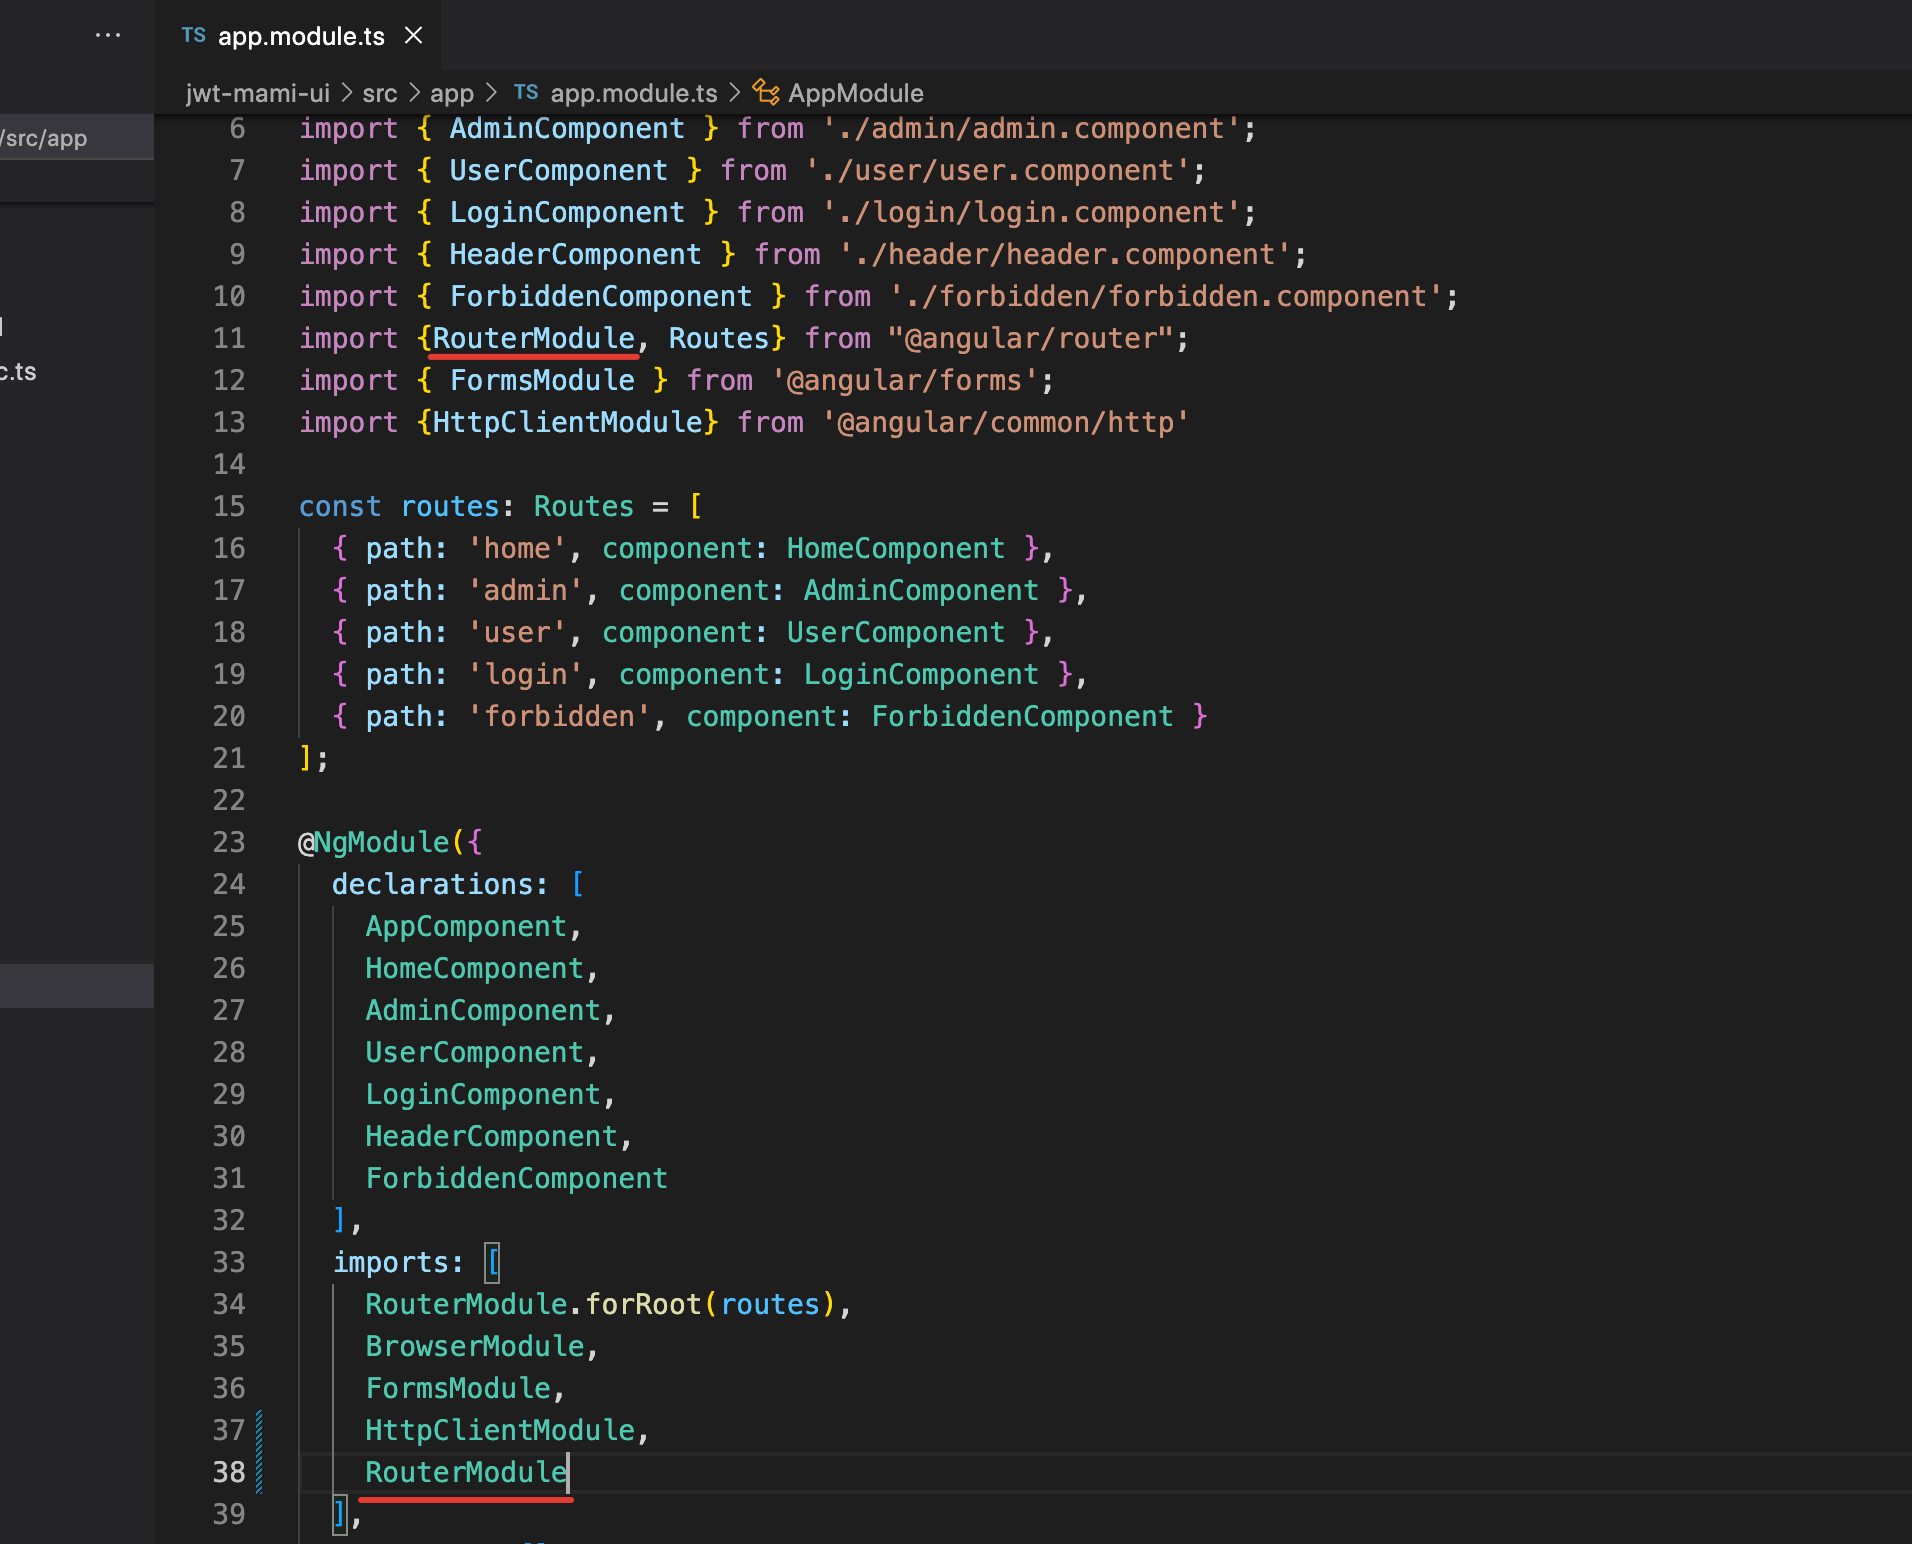 ··· TS app.module.ts ×
jwt-mami-ui > src > app > TS app.module.ts > AppModule
/src/app
c.ts
6 import { AdminComponent } from './admin/admin.component';
7 import { UserComponent } from './user/user.component';
8 import { LoginComponent } from './login/login.component';
9 import { HeaderComponent } from './header/header.component';
10 import { ForbiddenComponent } from './forbidden/forbidden.component';
11 import {RouterModule, Routes} from "@angular/router";
12 import { FormsModule } from '@angular/forms';
13 import {HttpClientModule} from '@angular/common/http'
14
15 const routes: Routes = [
16 { path: 'home', component: HomeComponent },
17 { path: 'admin', component: AdminComponent },
18 { path: 'user', component: UserComponent },
19 { path: 'login', component: LoginComponent },
20 { path: 'forbidden', component: ForbiddenComponent }
21 ];
22
23 @NgModule({
24 declarations: [
25 AppComponent,
26 HomeComponent,
27 AdminComponent,
28 UserComponent,
29 LoginComponent,
30 HeaderComponent,
31 ForbiddenComponent
32 ],
33 imports: [
34 RouterModule.forRoot(routes),
35 BrowserModule,
36 FormsModule,
37 HttpClientModule,
38 RouterModule
39 ],